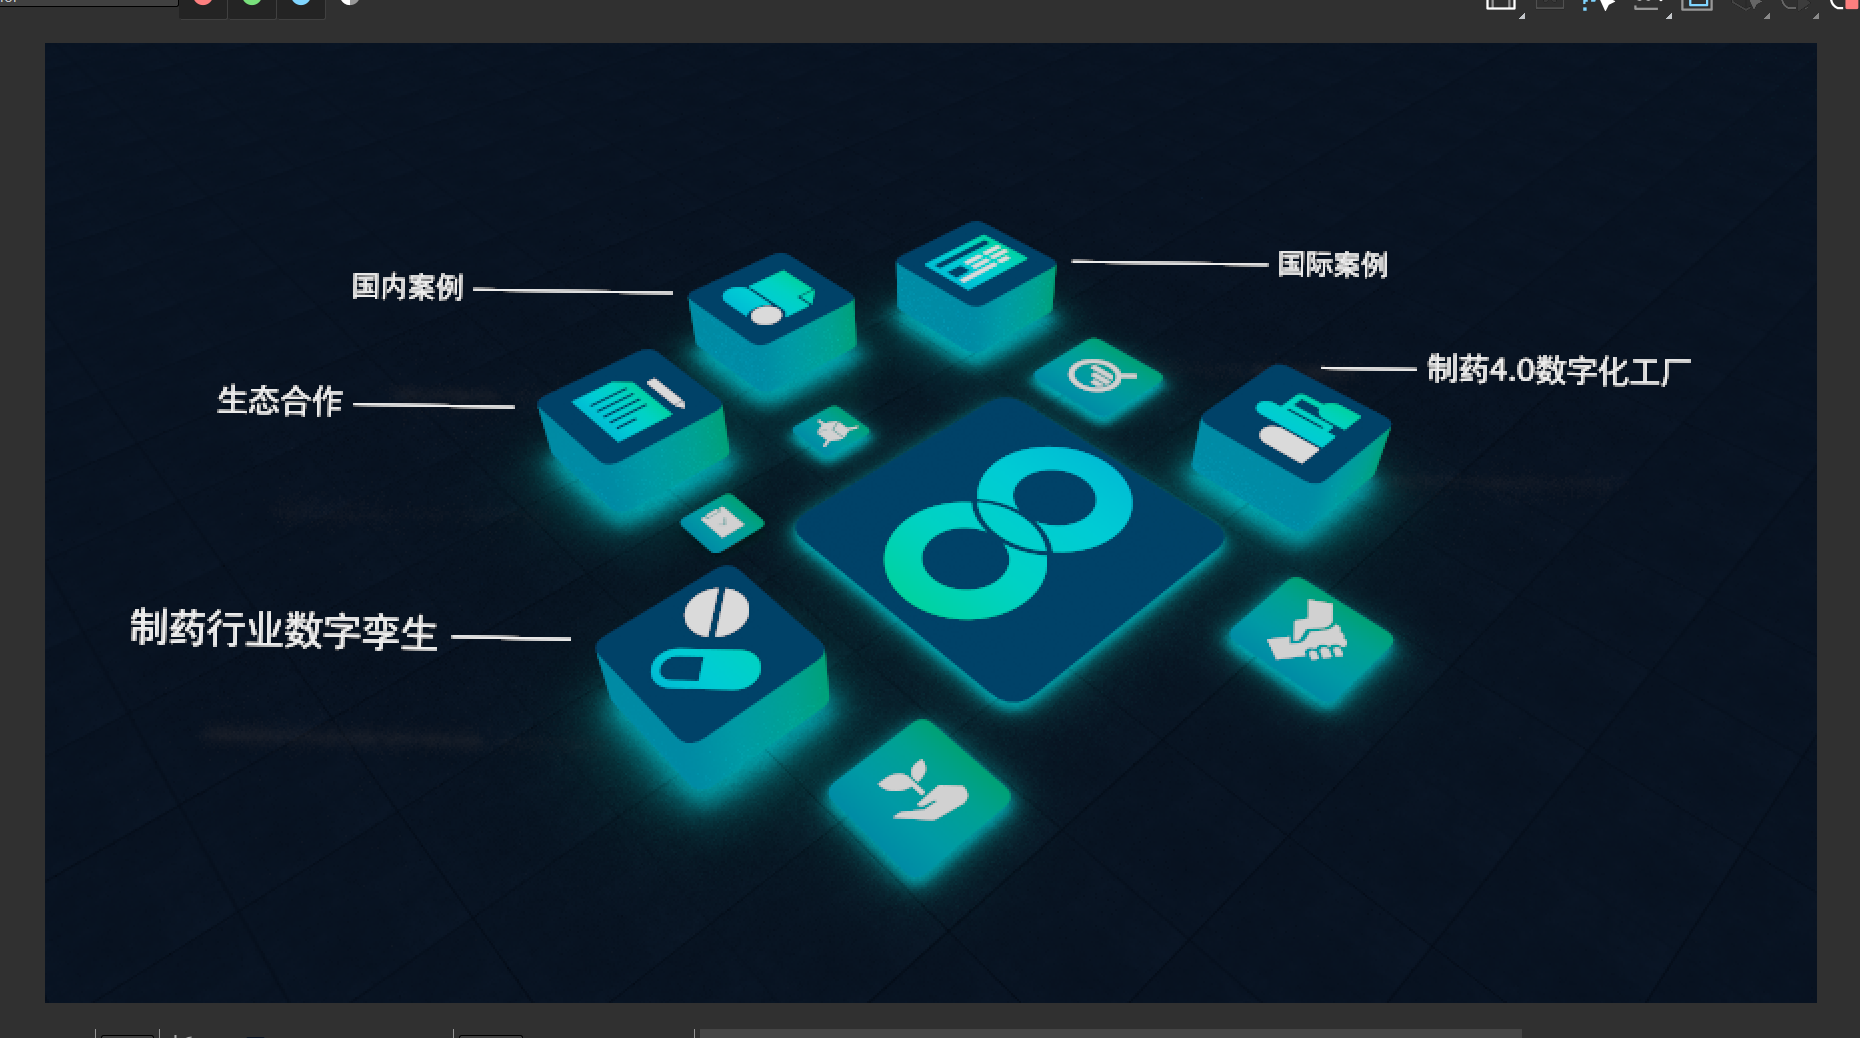 国际案例
国内案例
制药4.0数字化工厂
生态合作
制药行业数字孪生